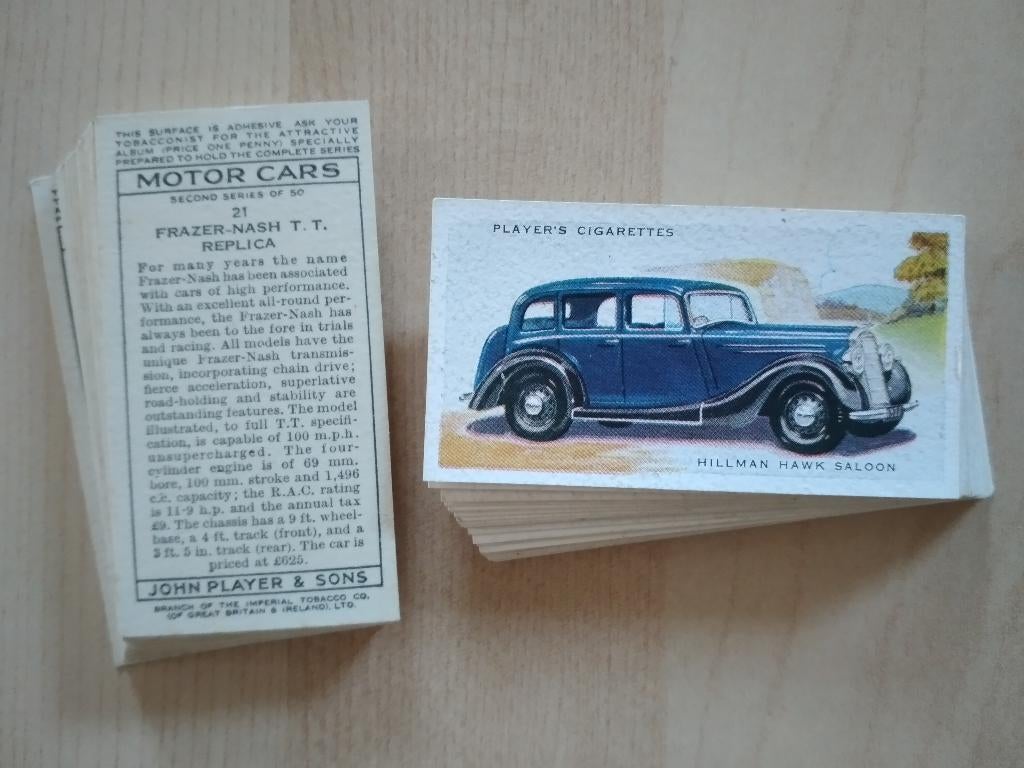 THIS SURFACE IS ADHESIVE ASK YOUR
TOBACCONIST FOR THE ATTRACTIVE
ALBUM (PRICE ONE PENNY) SPECIALLY
PREPARED TO HOLD THE COMPLETE SERIES
MOTOR CARS
SECOND SERIES OF 50
21
FRAZER-NASH T. T.
REPLICA
For many years the name
Frazer-Nash has been associated
with cars of high performance.
With an excellent all-round per-
formance, the Frazer-Nash has
always been to the fore in trials
and racing. All models have the
unique Frazer-Nash transmis-
sion, incorporating chain drive;
fierce acceleration, superlative
road-holding and stability are
outstanding features. The model
illustrated, to full T.T. specifi-
cation, is capable of 100 m.p.h.
unsupercharged. The four-
cylinder engine is of 69 mm.
bore, 100 mm. stroke and 1,496
c.c. capacity; the R.A.C. rating
is 11·9 h.p. and the annual tax
£9. The chassis has a 9 ft. wheel-
base, a 4 ft. track (front), and a
3 ft. 5 in. track (rear). The car is
priced at £625.
JOHN PLAYER & SONS
BRANCH OF THE IMPERIAL TOBACCO CO.
(OF GREAT BRITAIN & IRELAND), LTD.
PLAYER'S CIGARETTES
HILLMAN HAWK SALOON